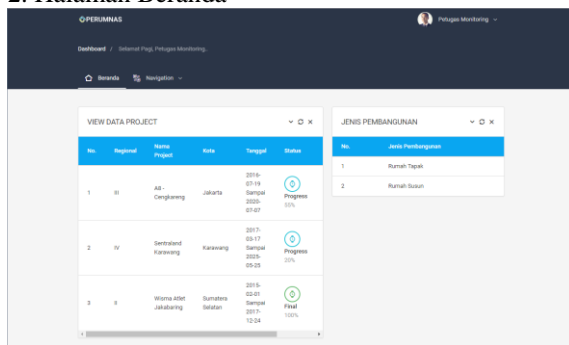 2. Halaman Beranda
PERUMNAS
Petugas Monitoring
Dashboard / Selamat Pagi, Petugas Monitoring.
Beranda Navigation
VIEW DATA PROJECT
No. Regional Nama Project Kota Tanggal Status
1 III A8 - Cengkareng Jakarta 2016-07-19 Sampai 2020-07-07 Progress 55%
2 IV Sentraland Karawang Karawang 2017-03-17 Sampai 2025-05-25 Progress 20%
3 II Wisma Atlet Jakabaring Sumatera Selatan 2015-02-01 Sampai 2017-12-24 Final 100%
JENIS PEMBANGUNAN
No. Jenis Pembangunan
1 Rumah Tapak
2 Rumah Susun